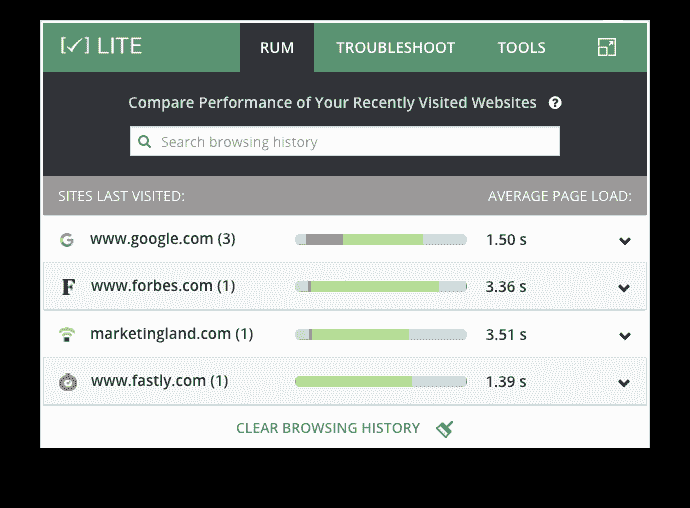 [✓] LITE RUM TROUBLESHOOT TOOLS
Compare Performance of Your Recently Visited Websites ?
Search browsing history
SITES LAST VISITED: AVERAGE PAGE LOAD:
www.google.com (3) 1.50 s
www.forbes.com (1) 3.36 s
marketingland.com (1) 3.51 s
www.fastly.com (1) 1.39 s
CLEAR BROWSING HISTORY